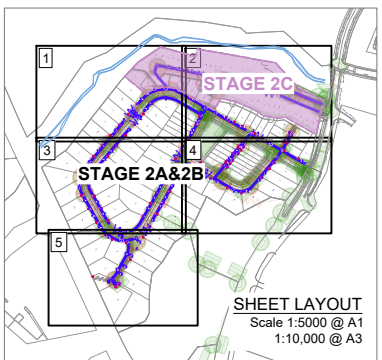 1
2
STAGE 2C
3
4
STAGE 2A&2B
5
SHEET LAYOUT
Scale 1:5000 @ A1
1:10,000 @ A3